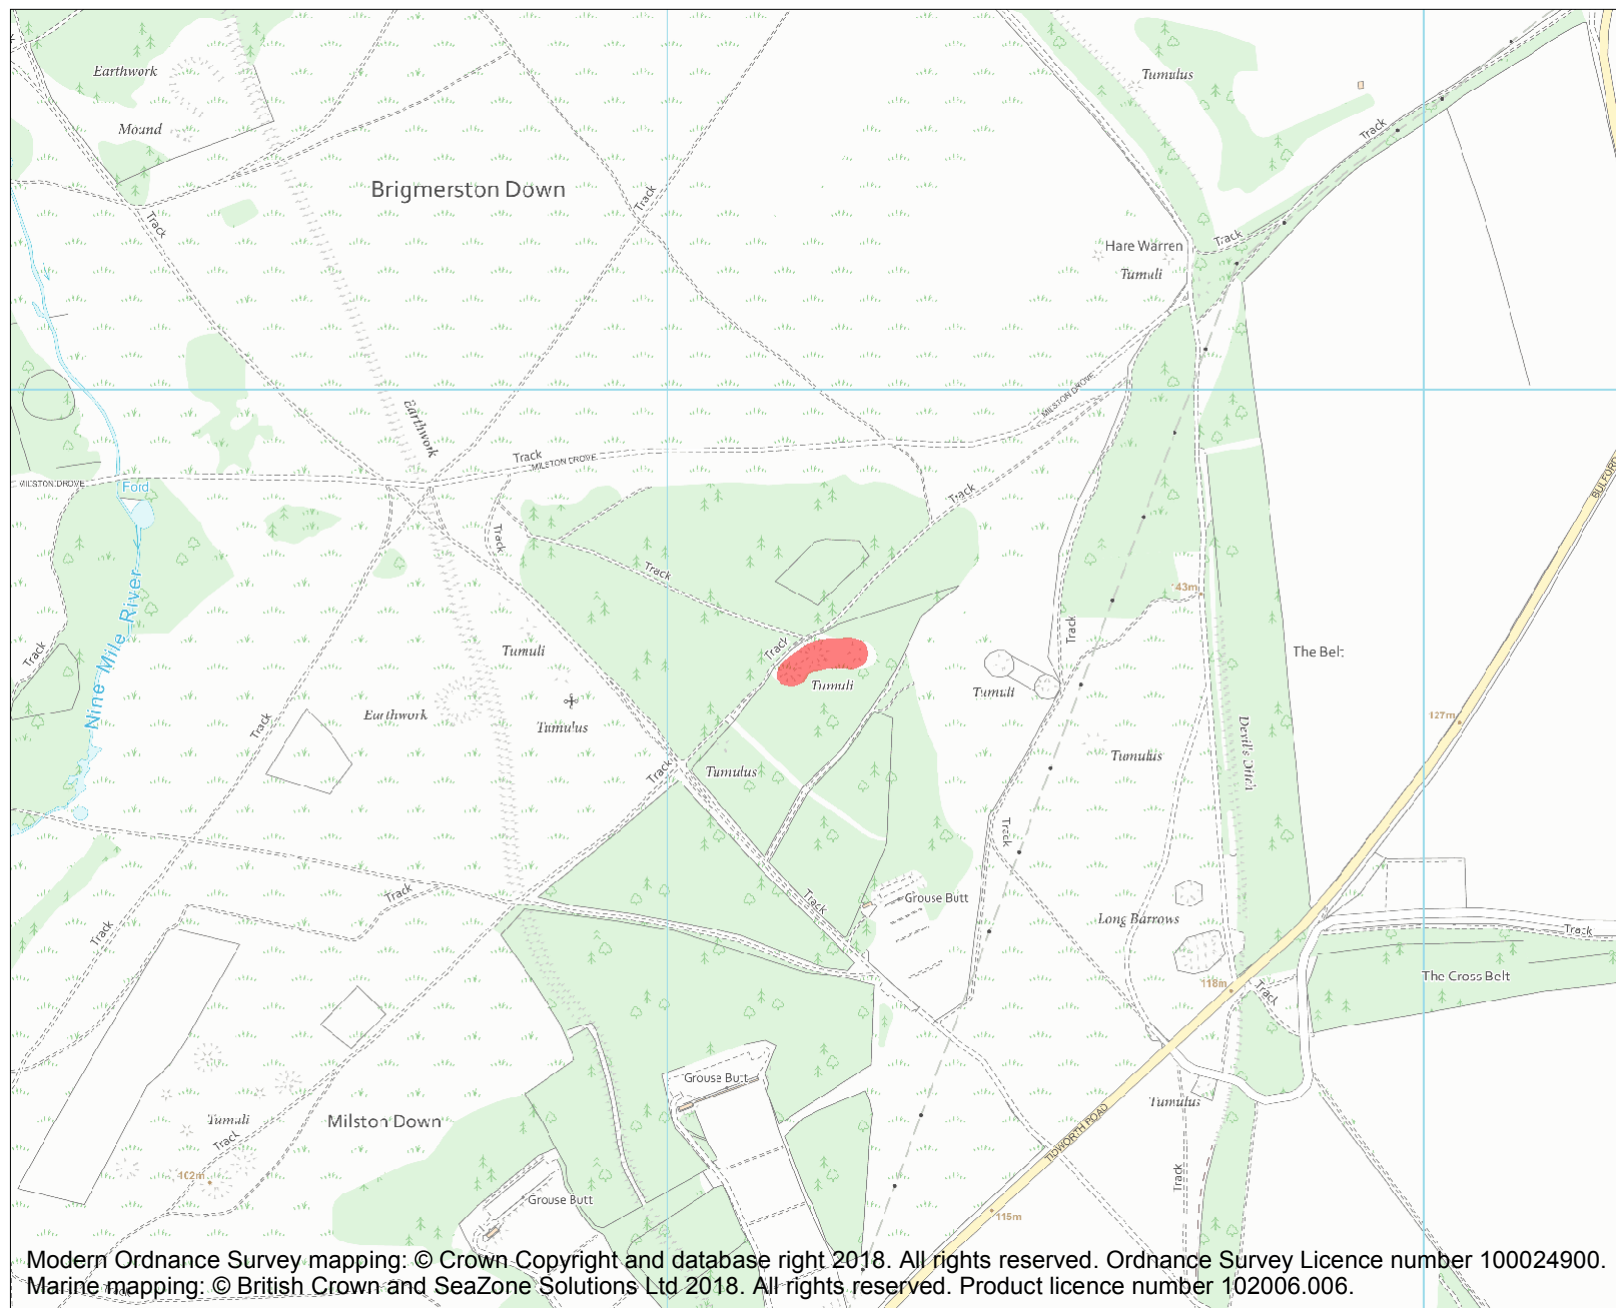 Earthwork
Tumulus
Mound
Track
Brigmerston Down
Track
Track
Track
Hare Warren
Tumuli
MILSTON DROVE
Earthwork
Track
MILSTON DROVE
BULFORD
MILSTON DROVE
Ford
Track
Track
Track
43m
Nine Mile River
Track
Track
Track
Tumuli
The Belt
Tumuli
Tumuli
Earthwork
Tumulus
127m
Track
Devil's Ditch
Tumulus
Track
Tumulus
Track
Track
Track
Grouse Butt
Long Barrows
Track
Track
The Cross Belt
118m
Track
Grouse Butt
Tumulus
Tumuli
Milston Down
TIDWORTH ROAD
Track
102m
Track
Grouse Butt
115m
Modern Ordnance Survey mapping: © Crown Copyright and database right 2018. All rights reserved. Ordnance Survey Licence number 100024900.
Marine mapping: © British Crown and SeaZone Solutions Ltd 2018. All rights reserved. Product licence number 102006.006.
Track